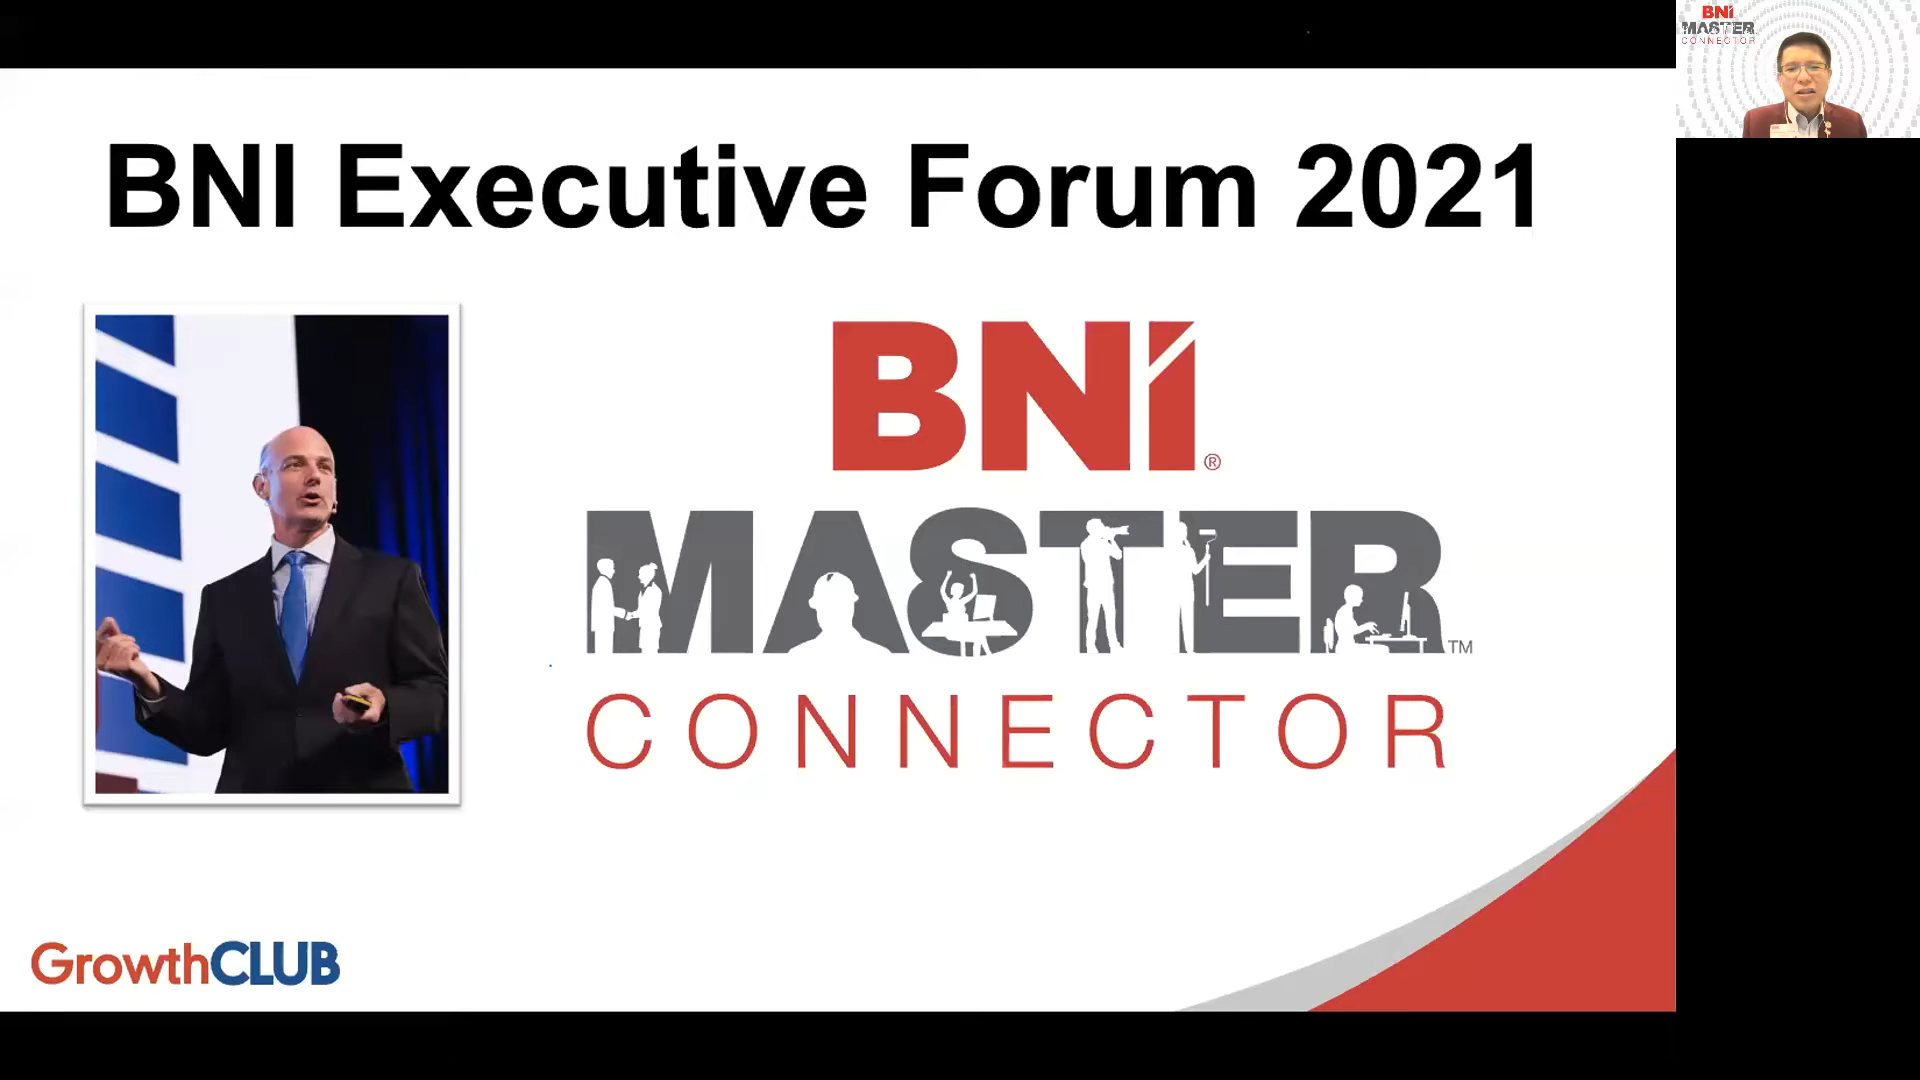 BNI Executive Forum 2021
BNI®
MASTER™
CONNECTOR
GrowthCLUB
BNI
MASTER
CONNECTOR